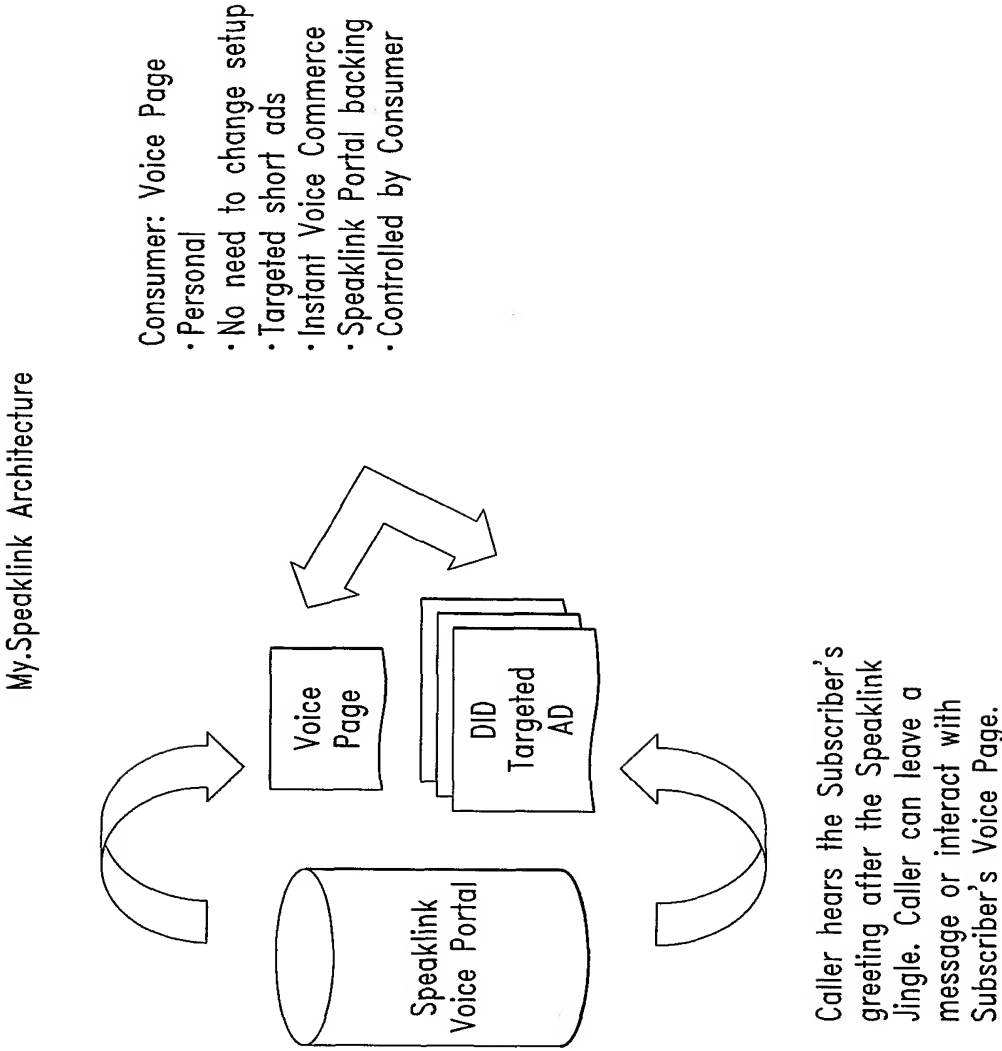 My.Speaklink Architecture
Speaklink
Voice Portal
Voice
Page
DID
Targeted
AD
Consumer: Voice Page
· Personal
· No need to change setup
· Targeted short ads
· Instant Voice Commerce
· Speaklink Portal backing
· Controlled by Consumer
Caller hears the Subscriber's
greeting after the Speaklink
Jingle. Caller can leave a
message or interact with
Subscriber's Voice Page.